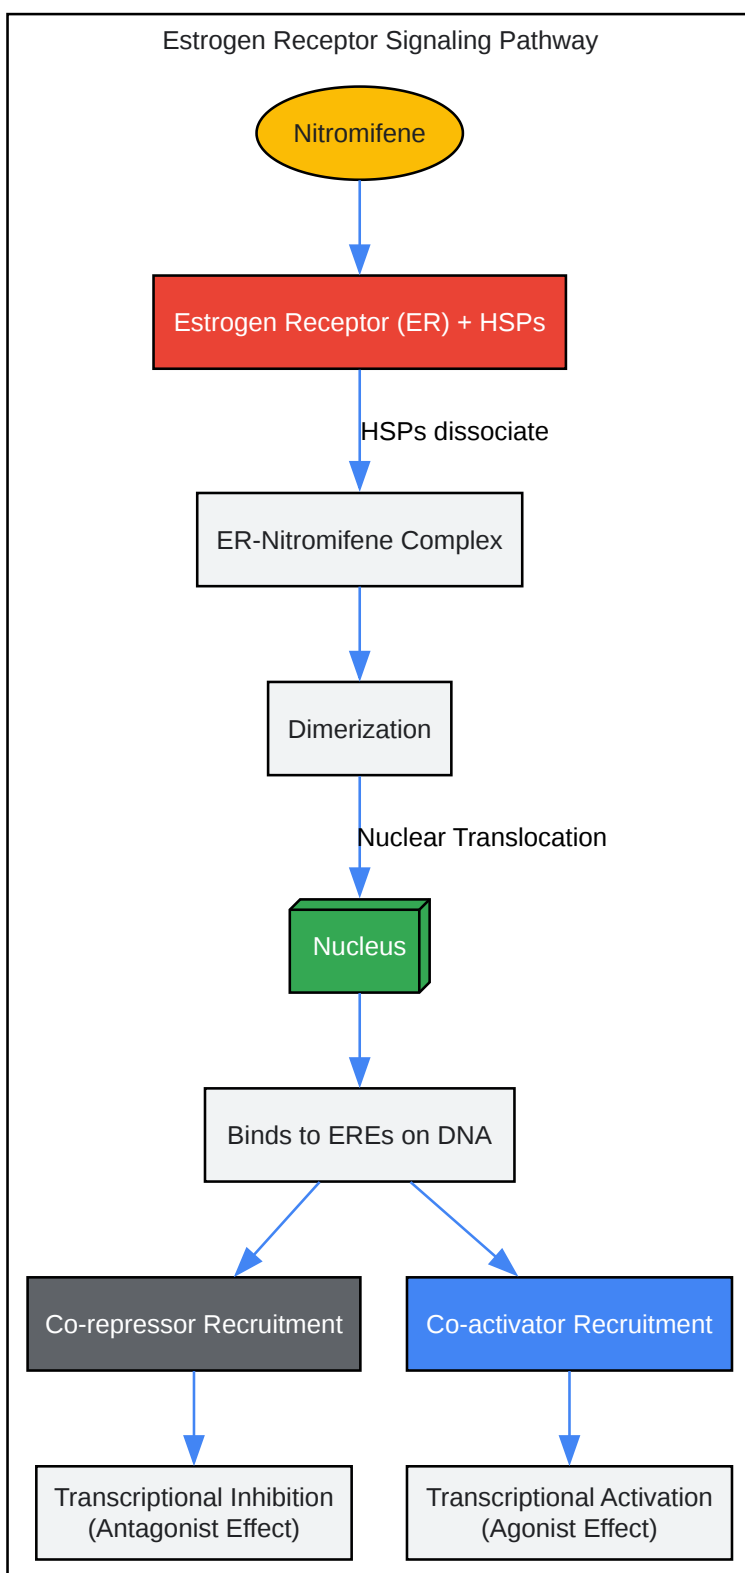 Estrogen Receptor Signaling Pathway
Nitromifene
Estrogen Receptor (ER) + HSPs
HSPs dissociate
ER-Nitromifene Complex
Dimerization
Nuclear Translocation
Nucleus
Binds to EREs on DNA
Co-repressor Recruitment
Co-activator Recruitment
Transcriptional Inhibition
(Antagonist Effect)
Transcriptional Activation
(Agonist Effect)